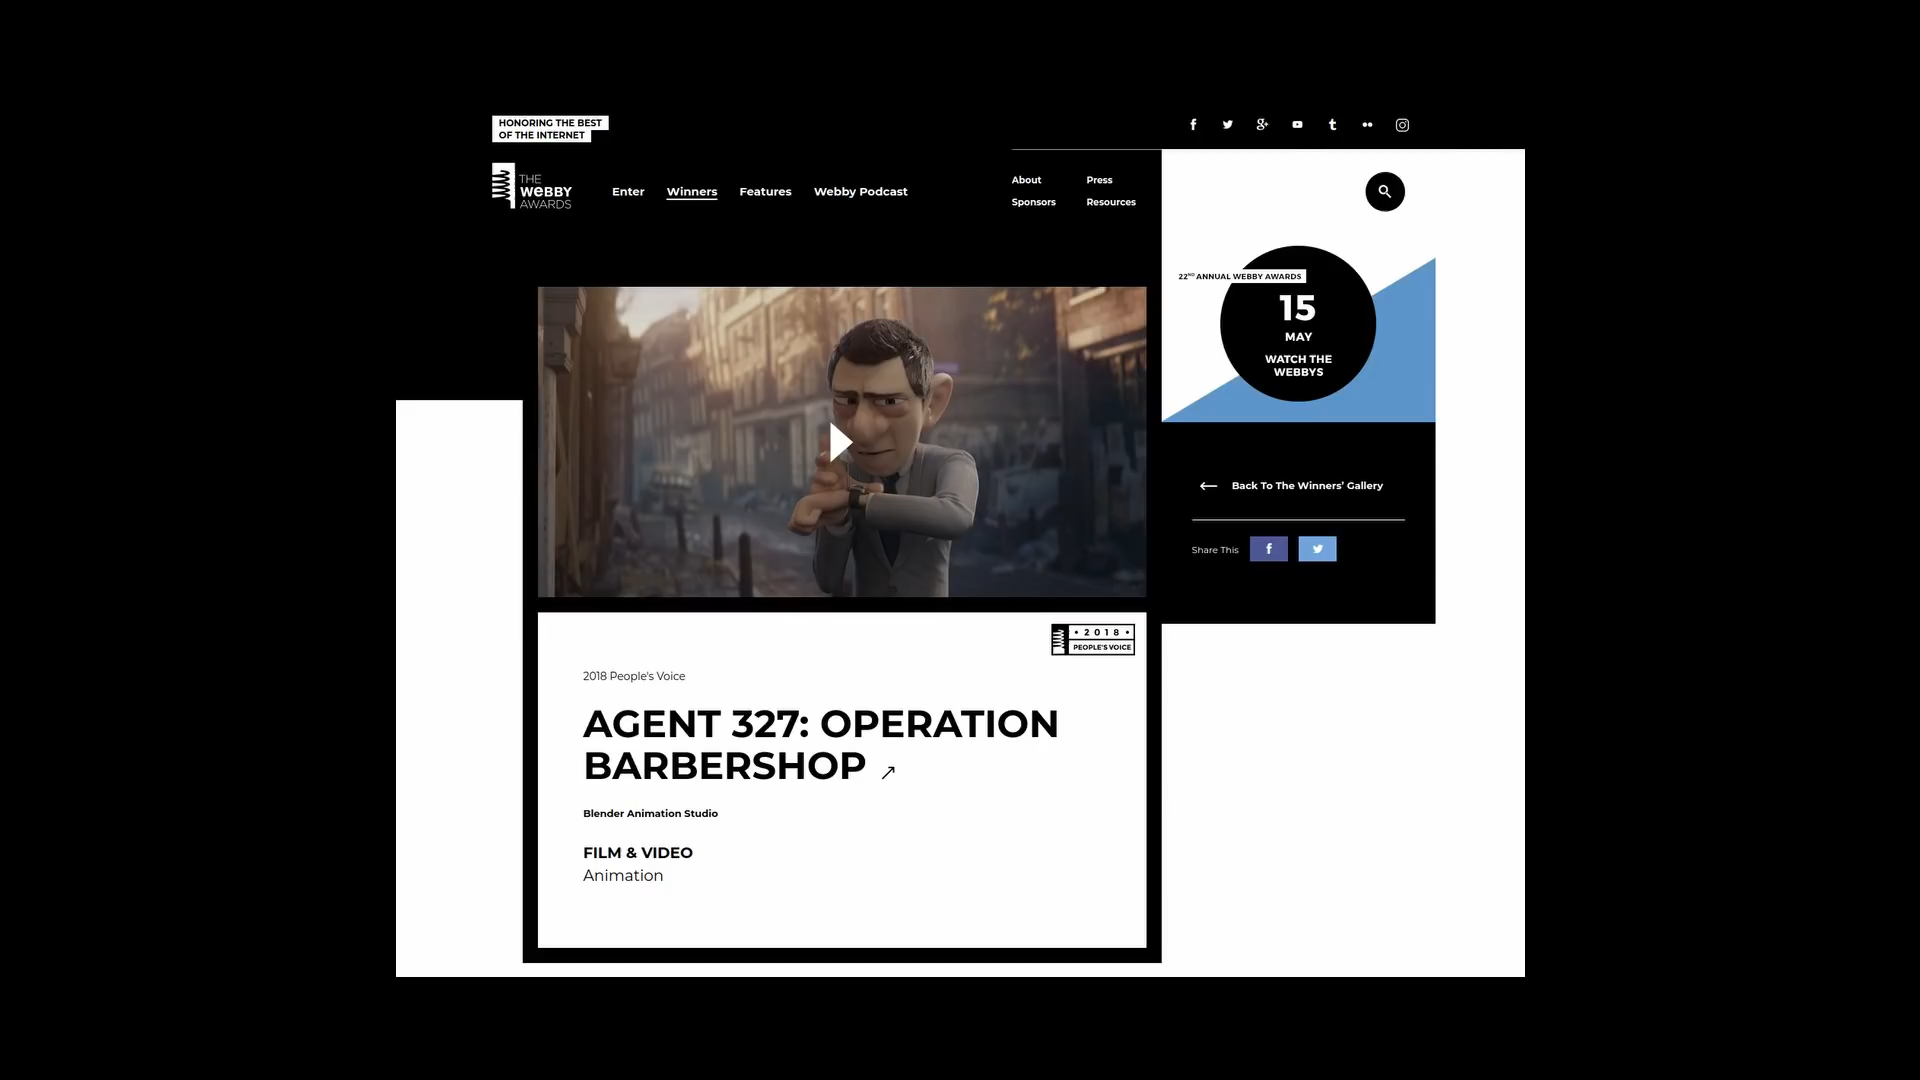 HONORING THE BEST
OF THE INTERNET
THE
WEBBY
AWARDS
Enter
Winners
Features
Webby Podcast
About
Press
Sponsors
Resources
22ND ANNUAL WEBBY AWARDS
15
MAY
WATCH THE
WEBBYS
Back To The Winners' Gallery
Share This
• 2018 •
PEOPLE'S VOICE
2018 People's Voice
AGENT 327: OPERATION
BARBERSHOP
Blender Animation Studio
FILM & VIDEO
Animation